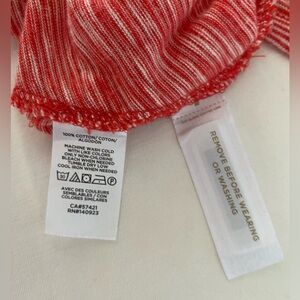 100% COTTON/COTON/
ALGODÓN
MACHINE WASH COLD
WITH LIKE COLORS
ONLY NON-CHLORINE
BLEACH WHEN NEEDED
TUMBLE DRY LOW
COOL IRON WHEN NEEDED
30
AVEC DES COULEURS
SEMBLABLES / CON
COLORES SIMILARES
CA#57421
RN#140923
REMOVE BEFORE WEARING
OR WASHING